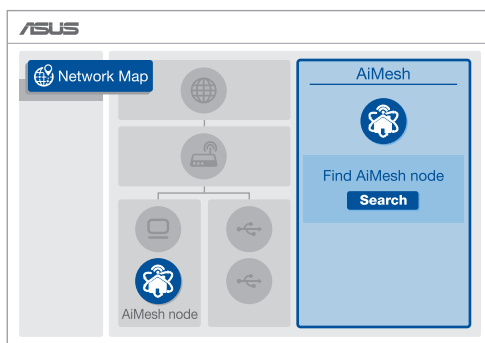 ASUS
Network Map
AiMesh
Find AiMesh node
Search
AiMesh node